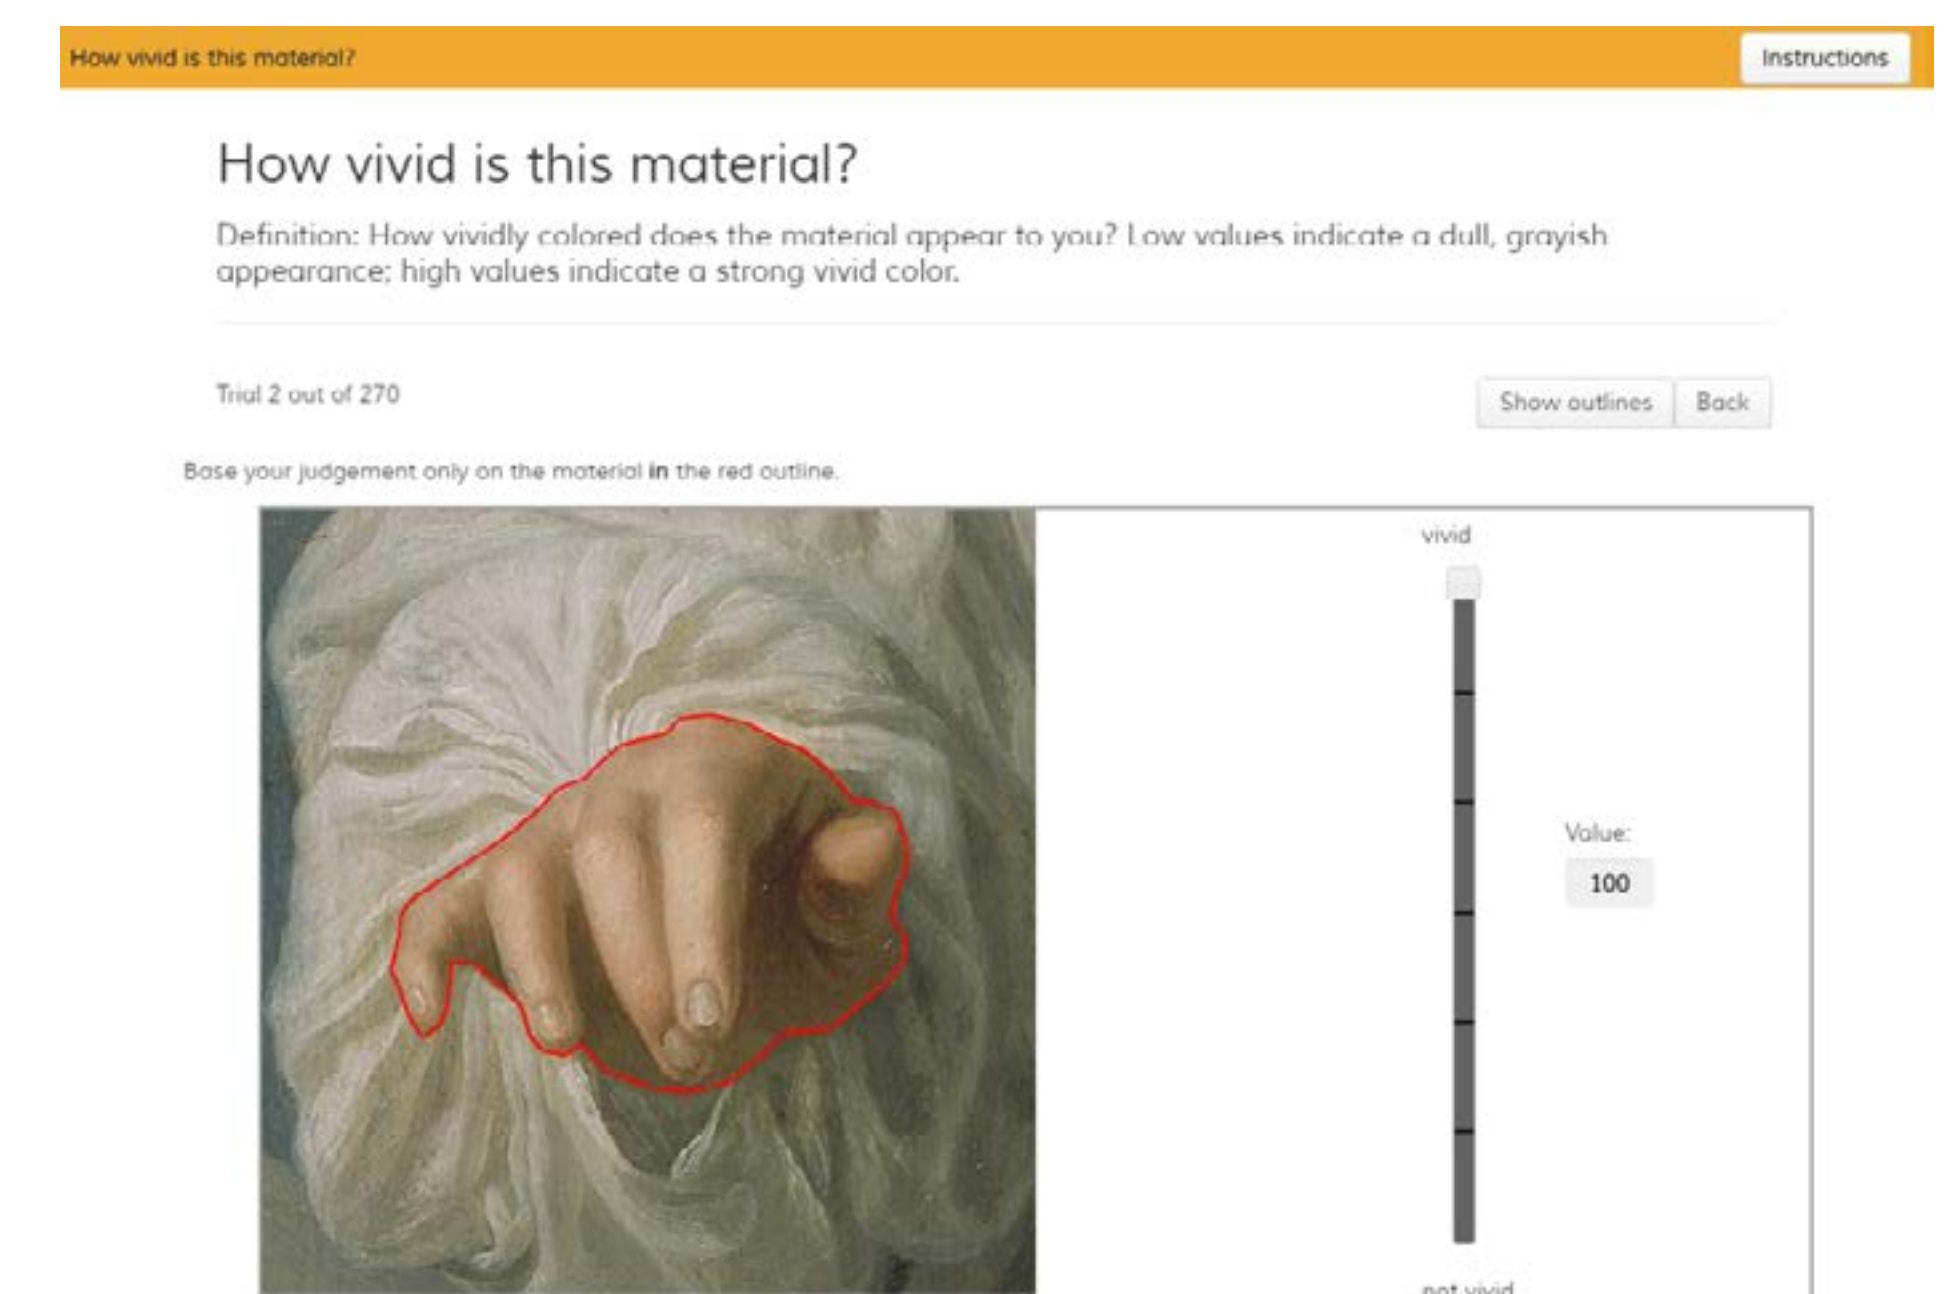 How vivid is this material?
Instructions
How vivid is this material?
Definition: How vividly colored does the material appear to you? Low values indicate a dull, grayish
appearance; high values indicate a strong vivid color.
Trial 2 out of 270
Show outlines
Back
Base your judgement only on the material in the red outline.
vivid
Value:
100
not vivid